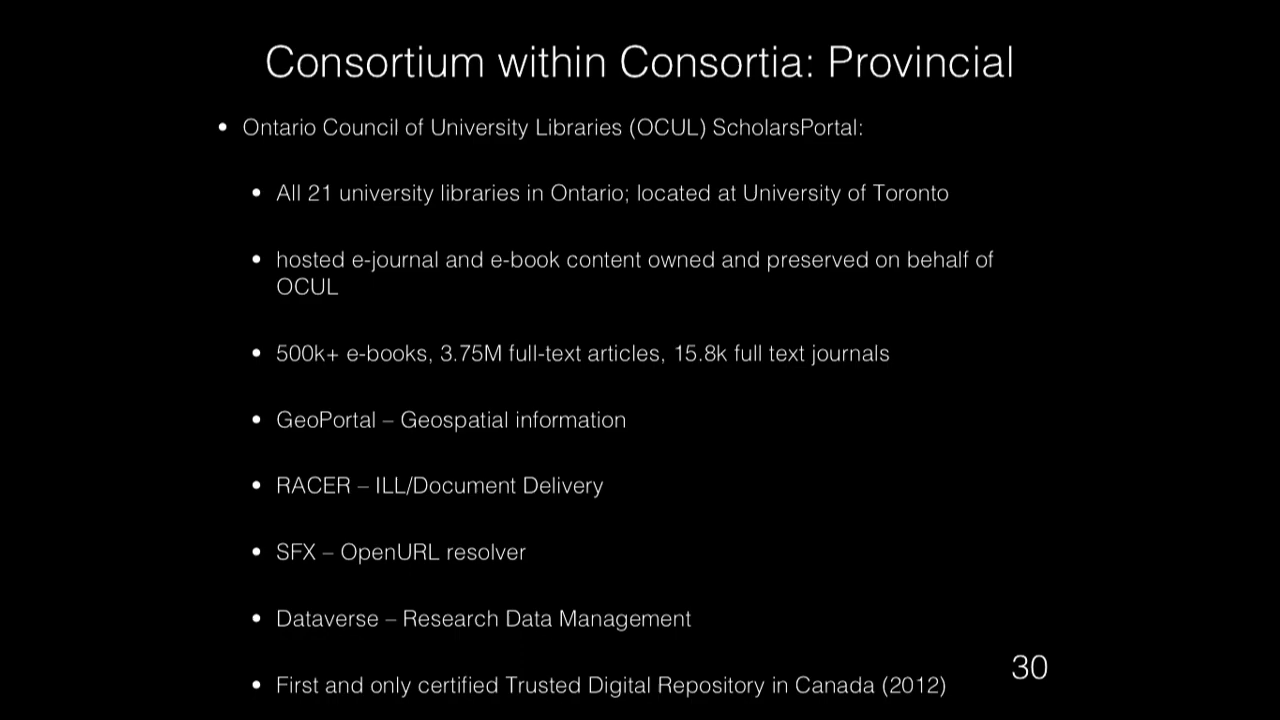 Consortium within Consortia: Provincial
• Ontario Council of University Libraries (OCUL) ScholarsPortal:
• All 21 university libraries in Ontario; located at University of Toronto
• hosted e-journal and e-book content owned and preserved on behalf of
OCUL
• 500k+ e-books, 3.75M full-text articles, 15.8k full text journals
• GeoPortal – Geospatial information
• RACER – ILL/Document Delivery
• SFX – OpenURL resolver
• Dataverse – Research Data Management
• First and only certified Trusted Digital Repository in Canada (2012)
30